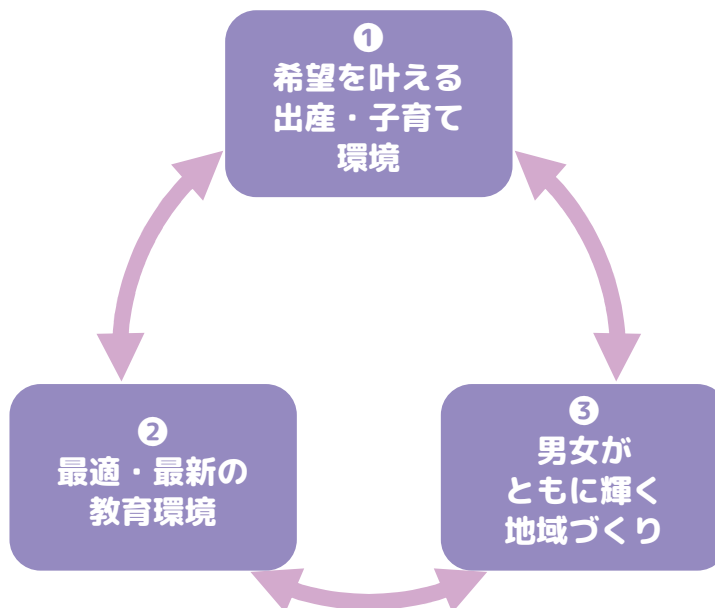 ❶
希望を叶える
出産・子育て
環境
❷
最適・最新の
教育環境
❸
男女が
ともに輝く
地域づくり